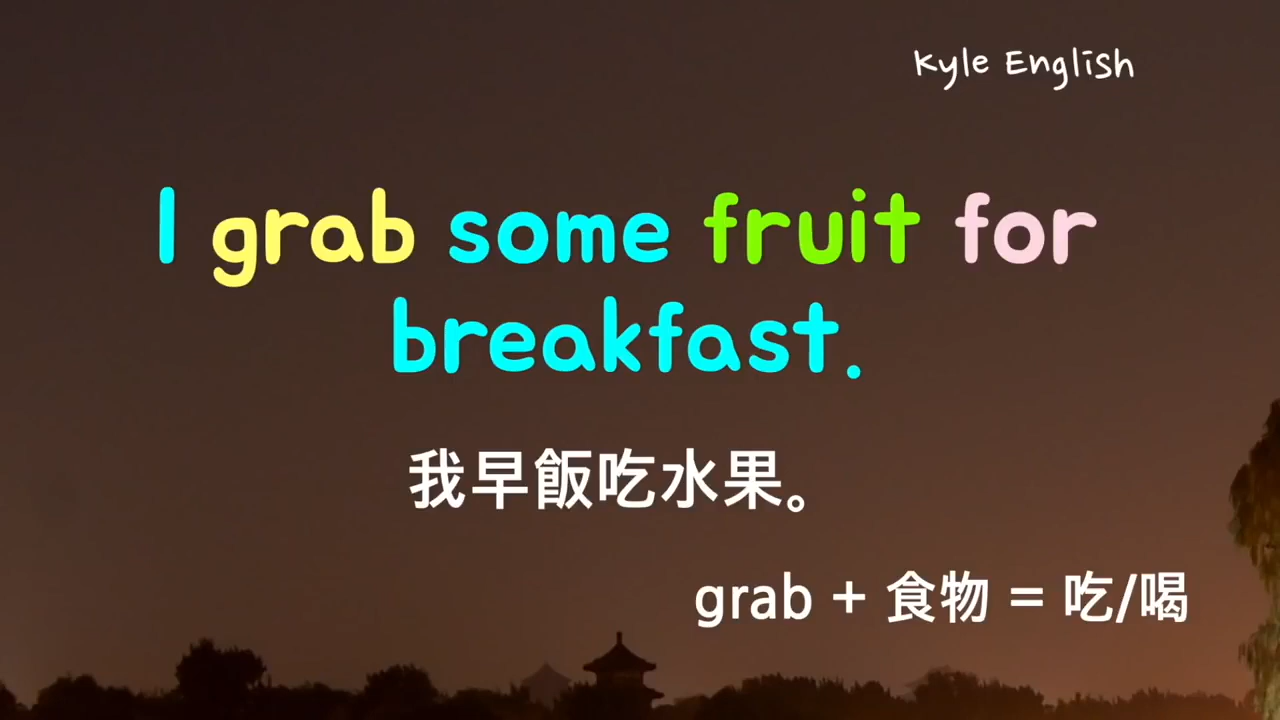 Kyle English
I grab some fruit for
breakfast.
我早飯吃水果。
grab + 食物 = 吃/喝